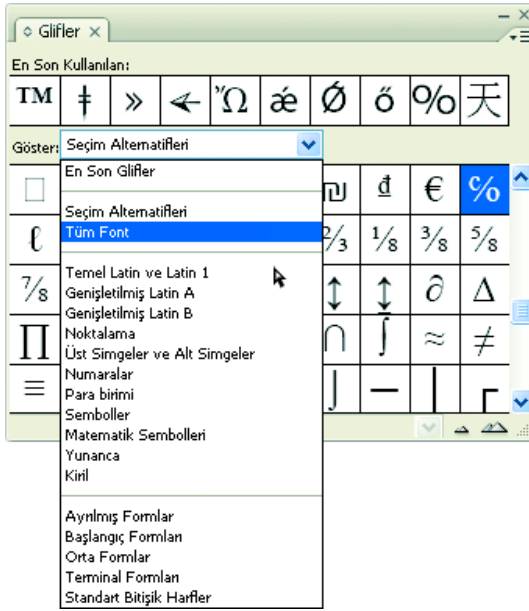 Glifler
En Son Kullanılan:
TM ǂ » Ὢ ǽ Ǿ ő % 天
Göster: Seçim Alternatifleri
En Son Glifler
Seçim Alternatifleri
Tüm Font
Temel Latin ve Latin 1
Genişletilmiş Latin A
Genişletilmiş Latin B
Noktalama
Üst Simgeler ve Alt Simgeler
Numaralar
Para birimi
Semboller
Matematik Sembolleri
Yunanca
Kiril
Ayrılmış Formlar
Başlangıç Formları
Orta Formlar
Terminal Formları
Standart Bitişik Harfler
₪ ₫ € ℅
ℓ ⅔ ⅛ ⅜ ⅝
⅞ ↕ ↨ ∂ ∆
∏ ∩ ∫ ≈ ≠
≡ ⌡ ─ │ ┌